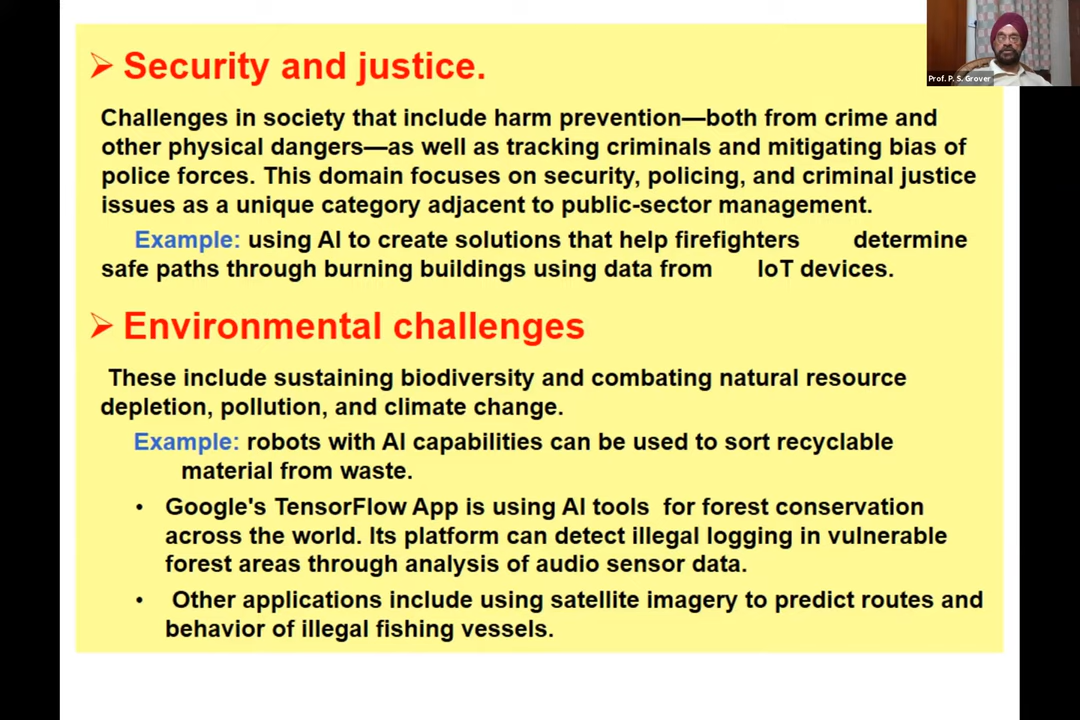 Security and justice.
Challenges in society that include harm prevention—both from crime and
other physical dangers—as well as tracking criminals and mitigating bias of
police forces. This domain focuses on security, policing, and criminal justice
issues as a unique category adjacent to public-sector management.
Example: using AI to create solutions that help firefighters determine
safe paths through burning buildings using data from IoT devices.
Environmental challenges
These include sustaining biodiversity and combating natural resource
depletion, pollution, and climate change.
Example: robots with AI capabilities can be used to sort recyclable
material from waste.
• Google's TensorFlow App is using AI tools for forest conservation
across the world. Its platform can detect illegal logging in vulnerable
forest areas through analysis of audio sensor data.
• Other applications include using satellite imagery to predict routes and
behavior of illegal fishing vessels.
Prof. P. S. Grover